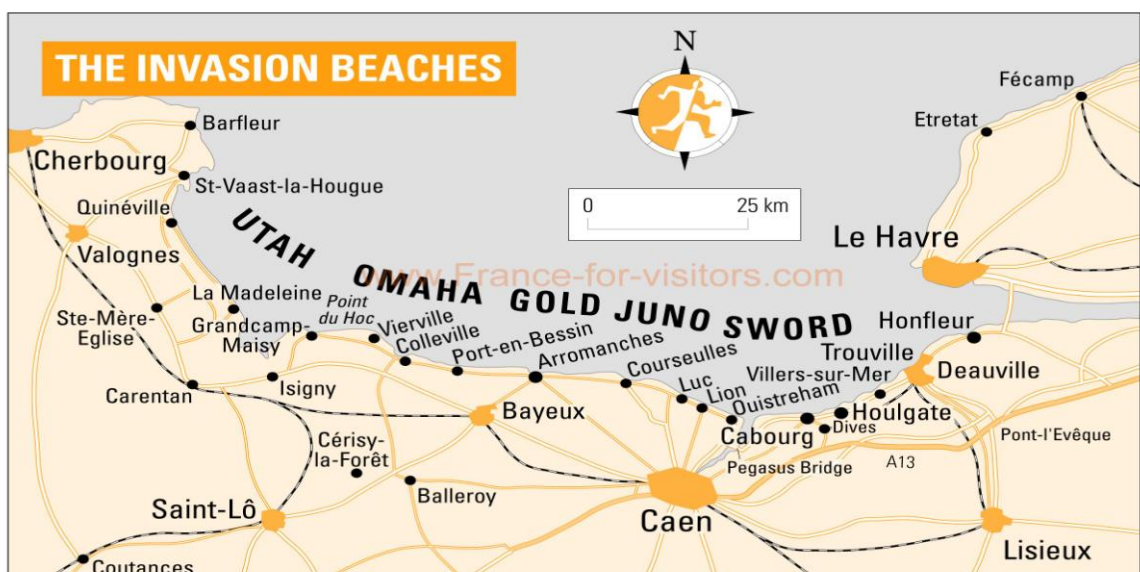 THE INVASION BEACHES
N
Fécamp
Etretat
Barfleur
Cherbourg
St-Vaast-la-Hougue
0 25 km
Quinéville
UTAH OMAHA GOLD JUNO SWORD
Valognes
Le Havre
www.France-for-visitors.com
La Madeleine
Point
du Hoc
Ste-Mère-
Eglise
Grandcamp-
Maisy
Vierville
Colleville
Port-en-Bessin
Arromanches
Honfleur
Trouville
Courseulles
Villers-sur-Mer
Deauville
Luc
Lion
Ouistreham
Carentan
Isigny
Bayeux
Cabourg
Houlgate
Dives
Pont-l'Evêque
Cérisy-
la-Forêt
Pegasus Bridge
A13
Balleroy
Saint-Lô
Caen
Lisieux
Coutances